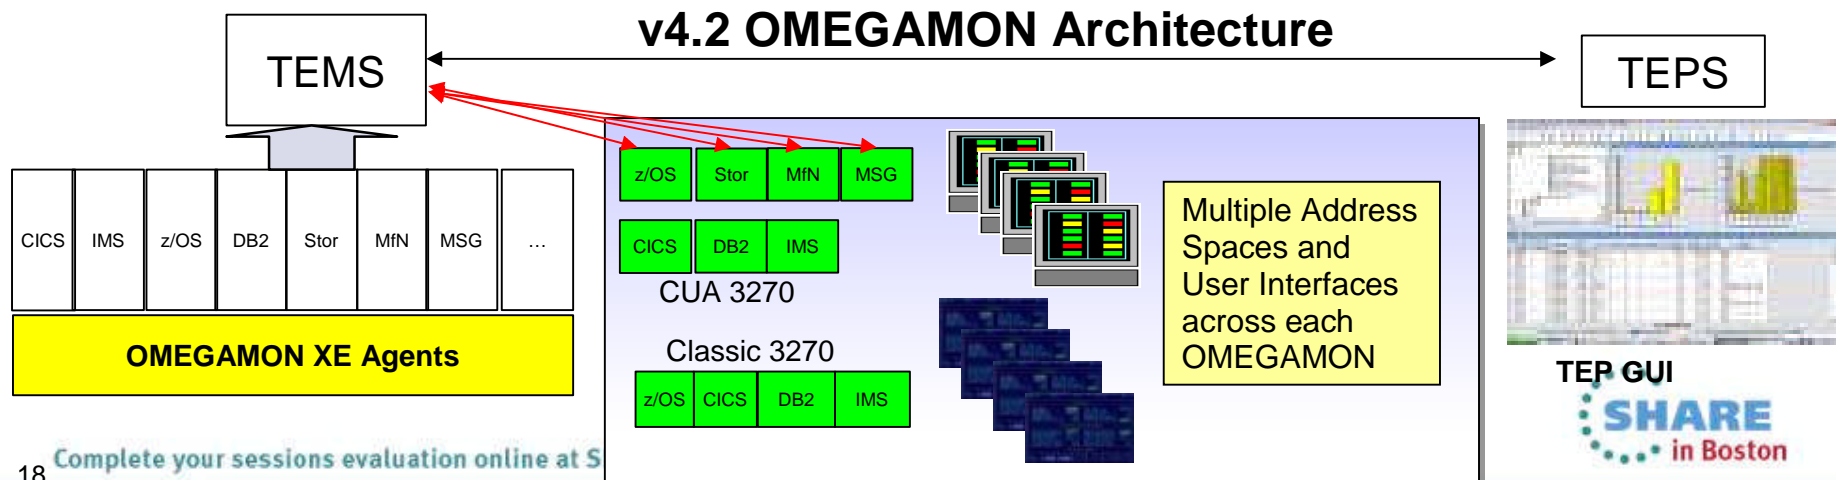 v4.2 OMEGAMON Architecture
TEMS
TEPS
CICS IMS z/OS DB2 Stor MfN MSG ...
OMEGAMON XE Agents
z/OS Stor MfN MSG
CICS DB2 IMS
CUA 3270
Classic 3270
z/OS CICS DB2 IMS
Multiple Address
Spaces and
User Interfaces
across each
OMEGAMON
TEP GUI
SHARE
in Boston
Complete your sessions evaluation online at S
18